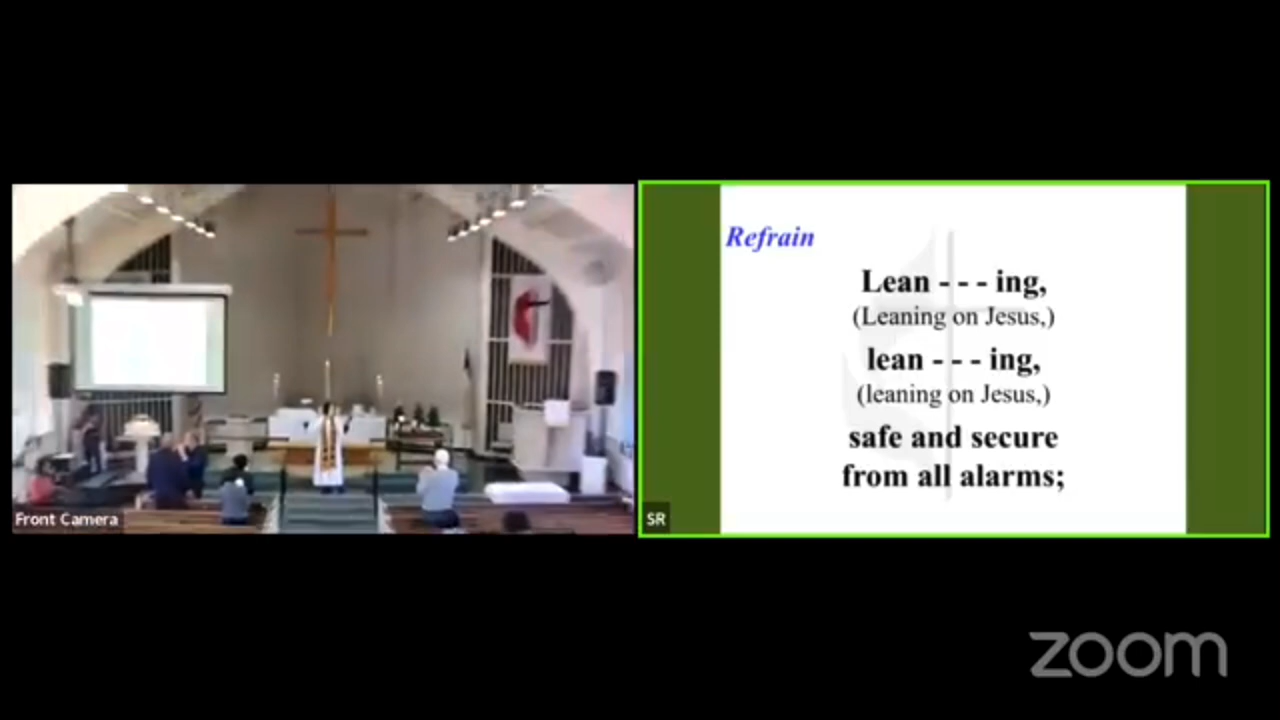 Refrain
Lean - - - ing,
(Leaning on Jesus,)
lean - - - ing,
(leaning on Jesus,)
safe and secure
from all alarms;
Front Camera
SR
zoom